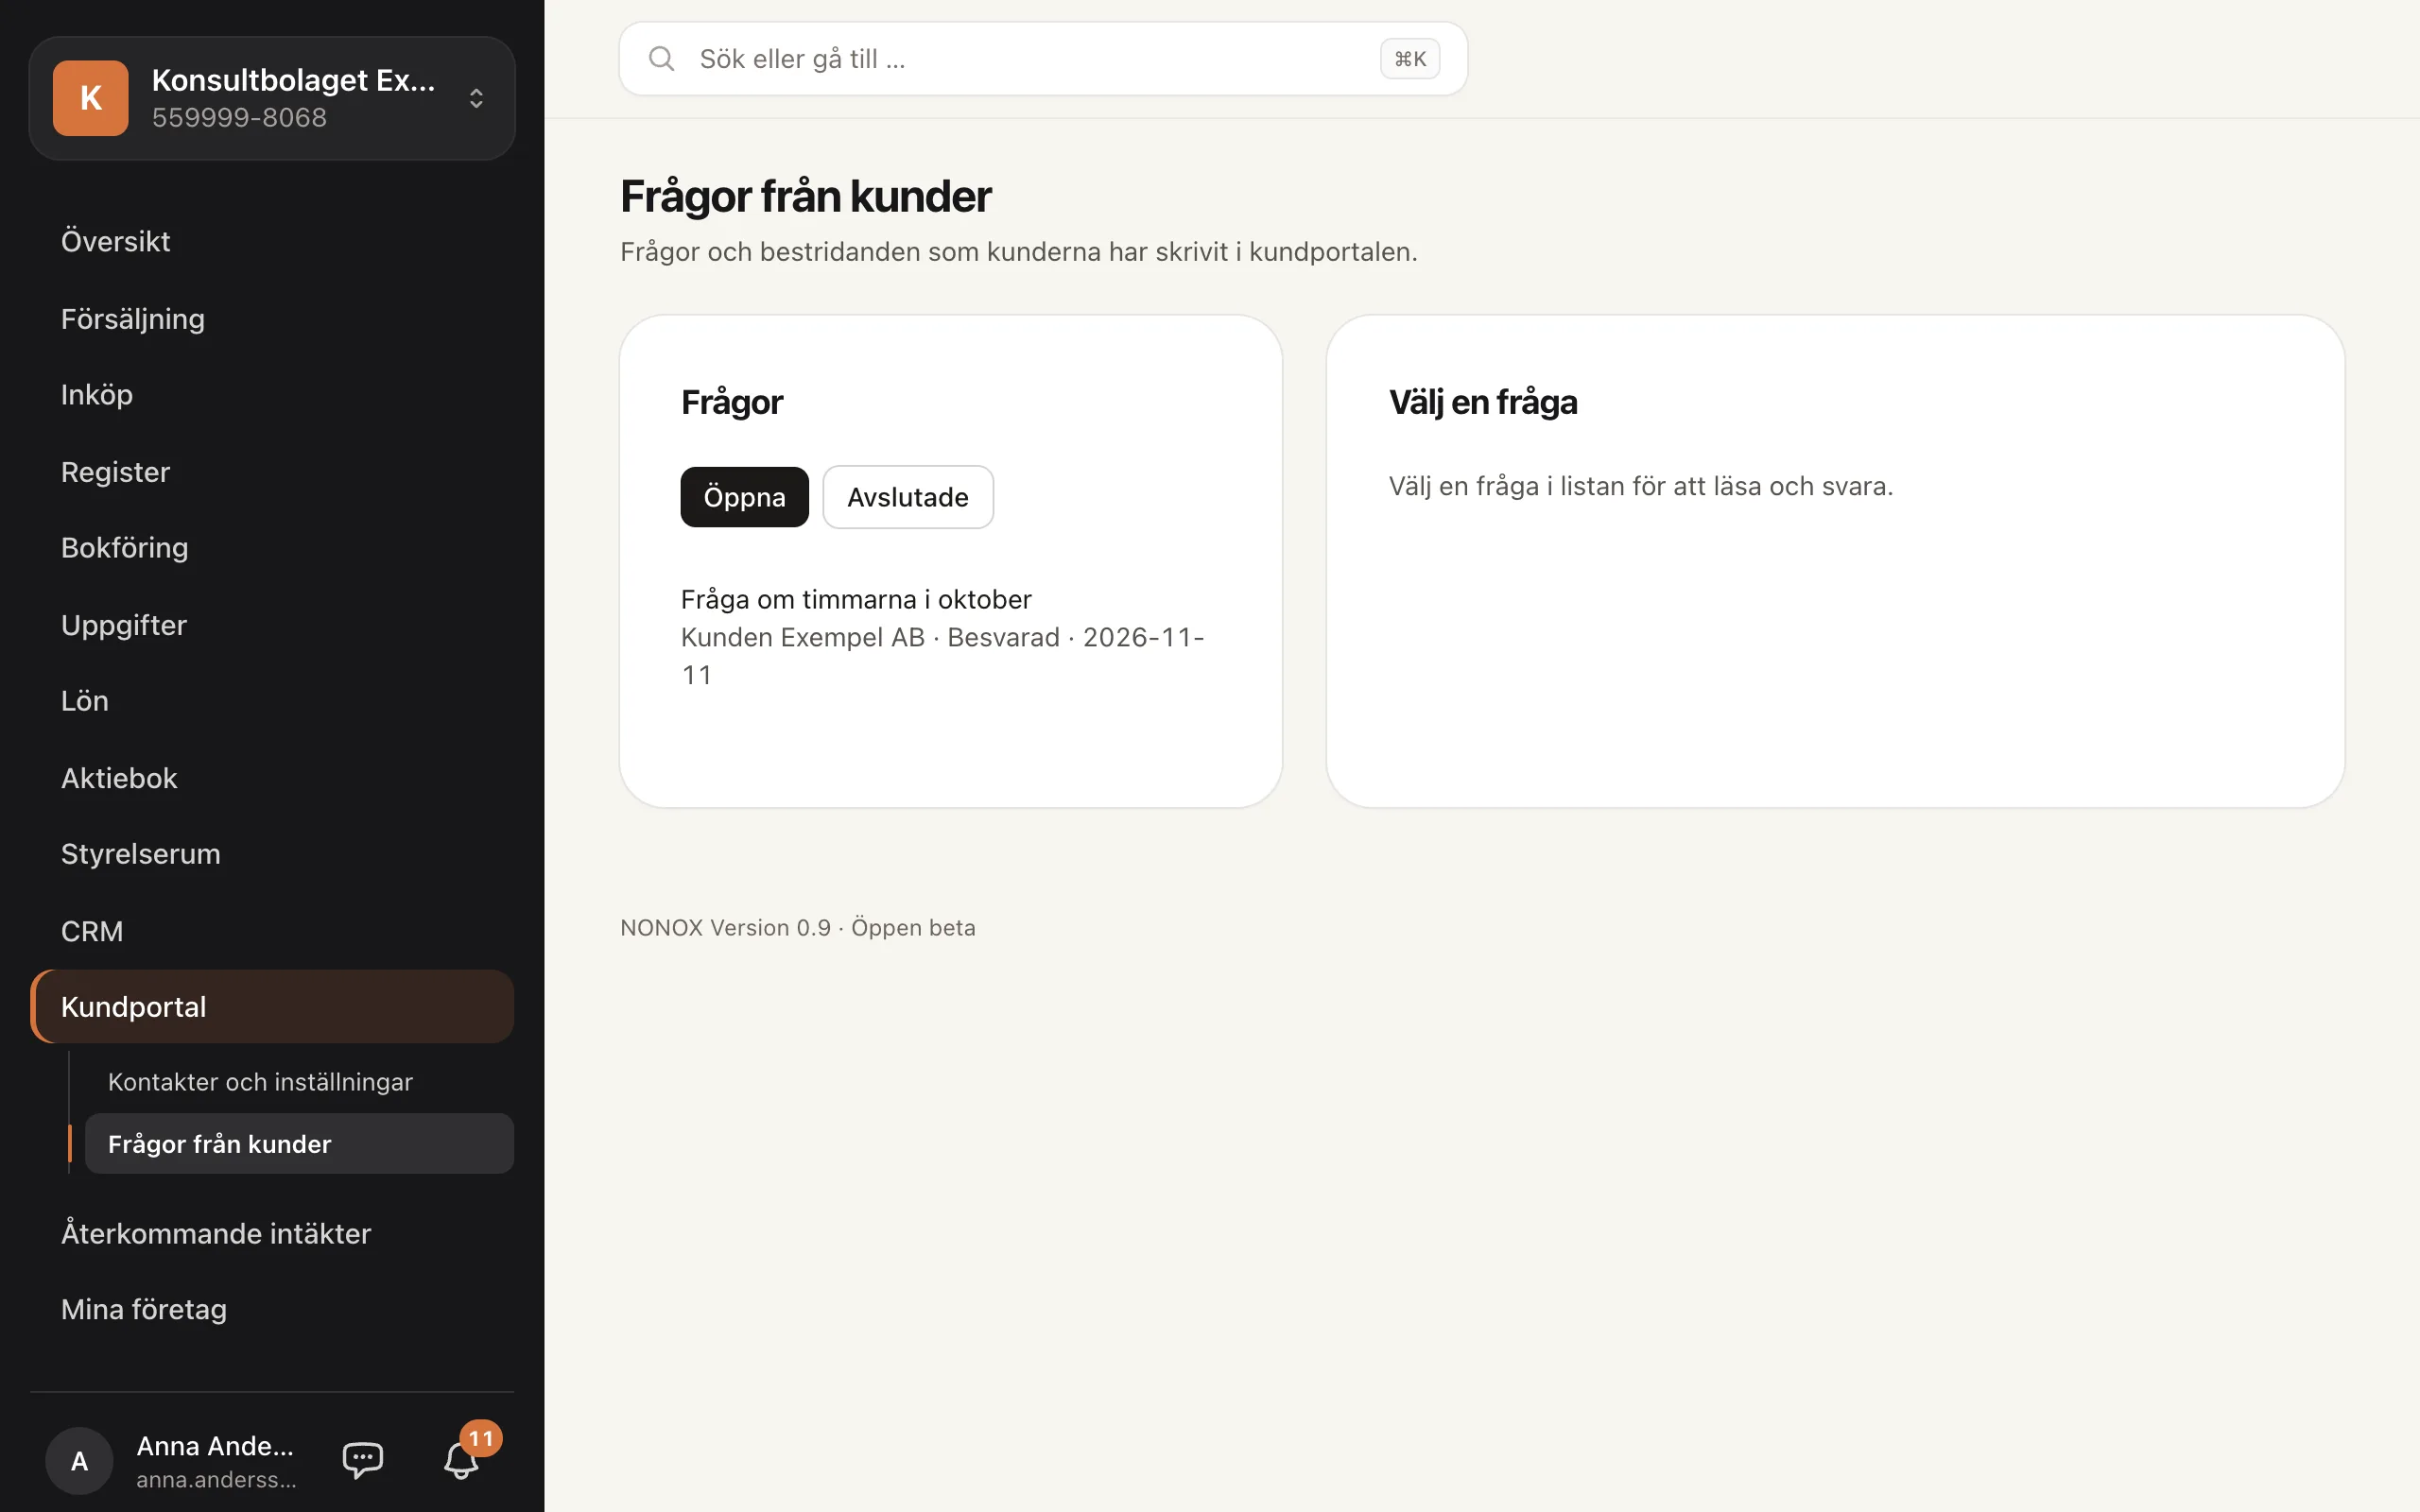 K
Konsultbolaget Ex...
559999-8068
Översikt
Försäljning
Inköp
Register
Bokföring
Uppgifter
Lön
Aktiebok
Styrelserum
CRM
Kundportal
Kontakter och inställningar
Frågor från kunder
Återkommande intäkter
Mina företag
A
Anna Ande...
anna.anderss...
11
Sök eller gå till ...
⌘K
Frågor från kunder
Frågor och bestridanden som kunderna har skrivit i kundportalen.
Frågor
Öppna
Avslutade
Fråga om timmarna i oktober
Kunden Exempel AB · Besvarad · 2026-11-
11
Välj en fråga
Välj en fråga i listan för att läsa och svara.
NONOX Version 0.9 · Öppen beta